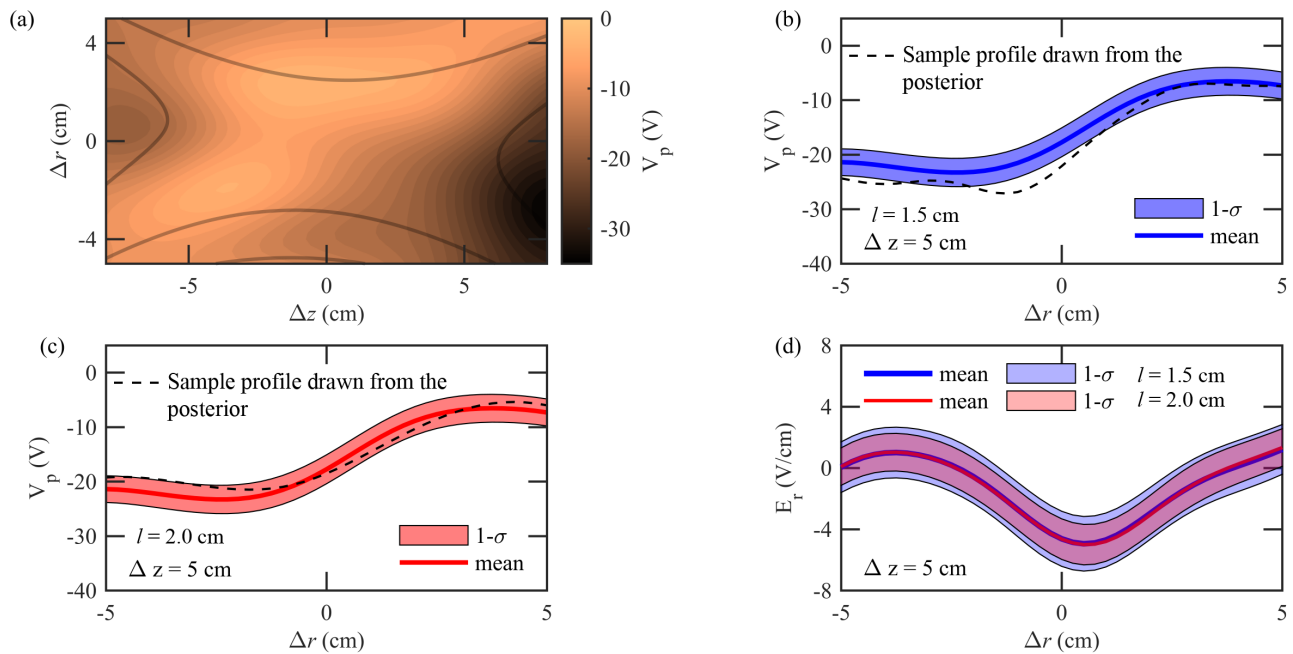 (a)
4
0
-4
Δr (cm)
-5
0
5
Δz (cm)
0
-10
-20
-30
V_p (V)
(b)
0
-10
-20
-30
-40
V_p (V)
Sample profile drawn from the
posterior
l = 1.5 cm
Δ z = 5 cm
1-σ
mean
-5
0
5
Δr (cm)
(c)
0
-10
-20
-30
-40
V_p (V)
Sample profile drawn from the
posterior
l = 2.0 cm
Δ z = 5 cm
1-σ
mean
-5
0
5
Δr (cm)
(d)
8
4
0
-4
-8
E_r (V/cm)
mean 1-σ l = 1.5 cm
mean 1-σ l = 2.0 cm
Δ z = 5 cm
-5
0
5
Δr (cm)